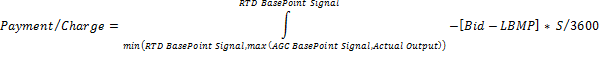 RTD BasePoint Signal
Payment/Charge = ∫ −[Bid − LBMP] * S/3600
min(RTD BasePoint Signal,max(AGC BasePoint Signal,Actual Output))